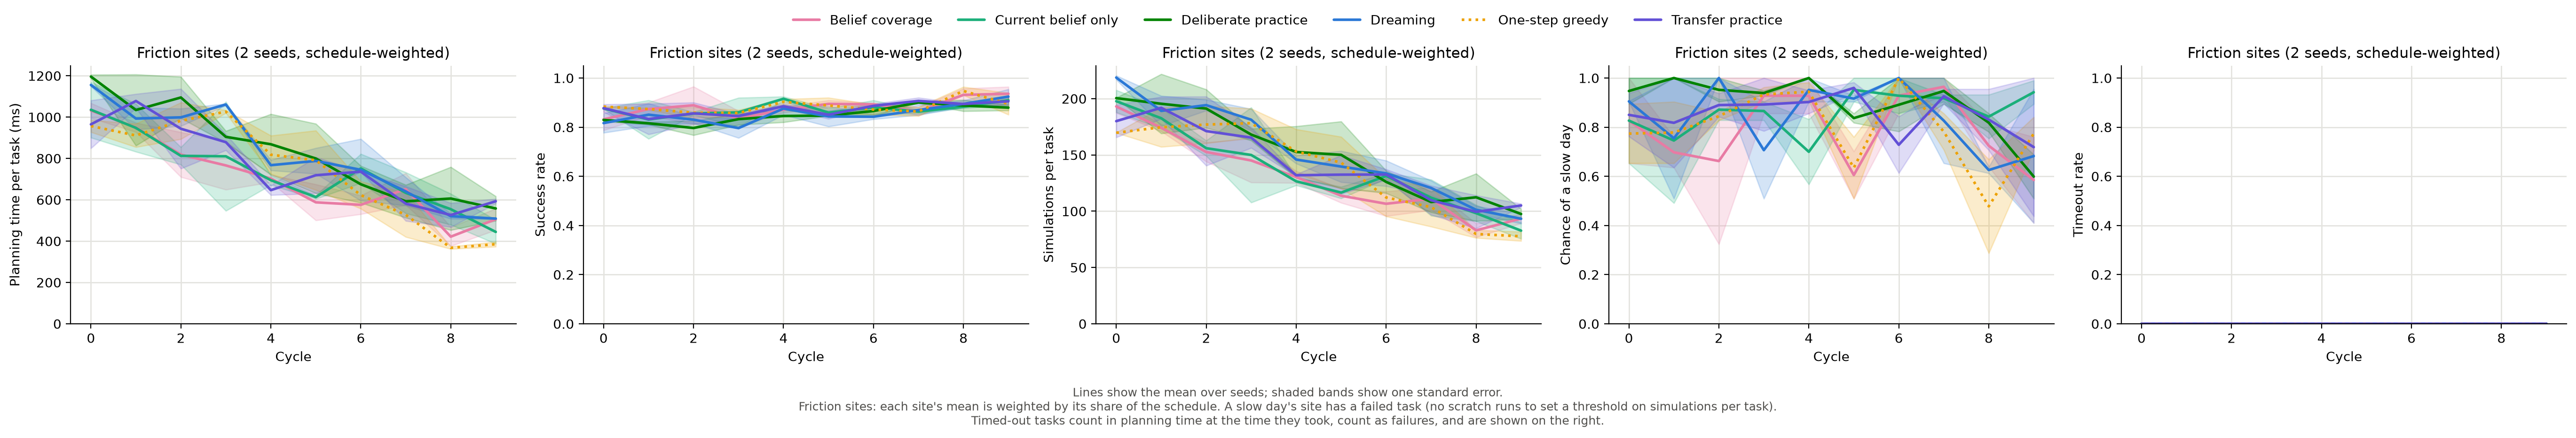 Belief coverage Current belief only Deliberate practice Dreaming One-step greedy Transfer practice
Friction sites (2 seeds, schedule-weighted)
Planning time per task (ms)
1200
1000
800
600
400
200
0
0 2 4 6 8
Cycle
Friction sites (2 seeds, schedule-weighted)
Success rate
1.0
0.8
0.6
0.4
0.2
0.0
0 2 4 6 8
Cycle
Friction sites (2 seeds, schedule-weighted)
Simulations per task
200
150
100
50
0
0 2 4 6 8
Cycle
Friction sites (2 seeds, schedule-weighted)
Chance of a slow day
1.0
0.8
0.6
0.4
0.2
0.0
0 2 4 6 8
Cycle
Friction sites (2 seeds, schedule-weighted)
Timeout rate
1.0
0.8
0.6
0.4
0.2
0.0
0 2 4 6 8
Cycle
Lines show the mean over seeds; shaded bands show one standard error.
Friction sites: each site's mean is weighted by its share of the schedule. A slow day's site has a failed task (no scratch runs to set a threshold on simulations per task).
Timed-out tasks count in planning time at the time they took, count as failures, and are shown on the right.